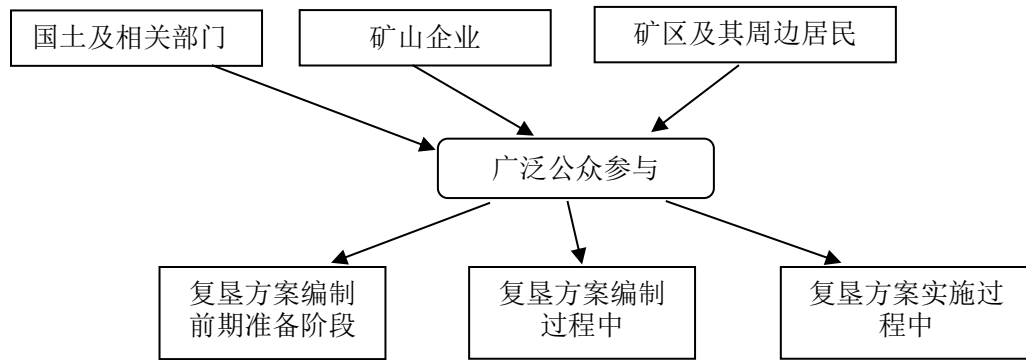 国土及相关部门
矿山企业
矿区及其周边居民
广泛公众参与
复垦方案编制
前期准备阶段
复垦方案编制
过程中
复垦方案实施过
程中